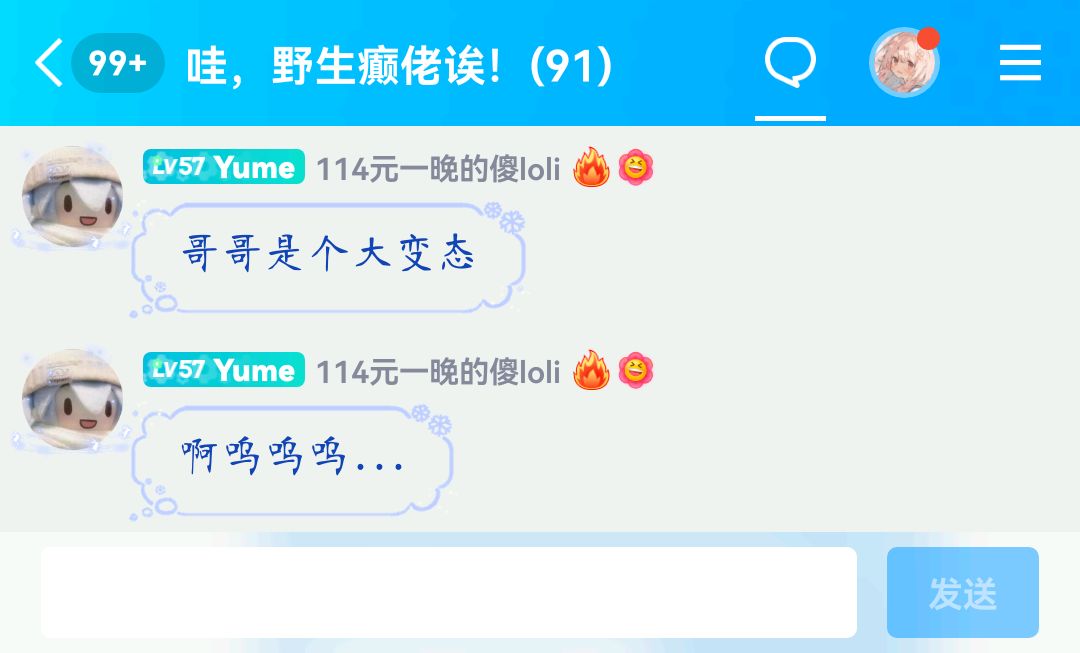 99+ 哇，野生癫佬诶！(91)
LV57 Yume 114元一晚的傻loli
哥哥是个大变态
LV57 Yume 114元一晚的傻loli
啊呜呜呜...
发送